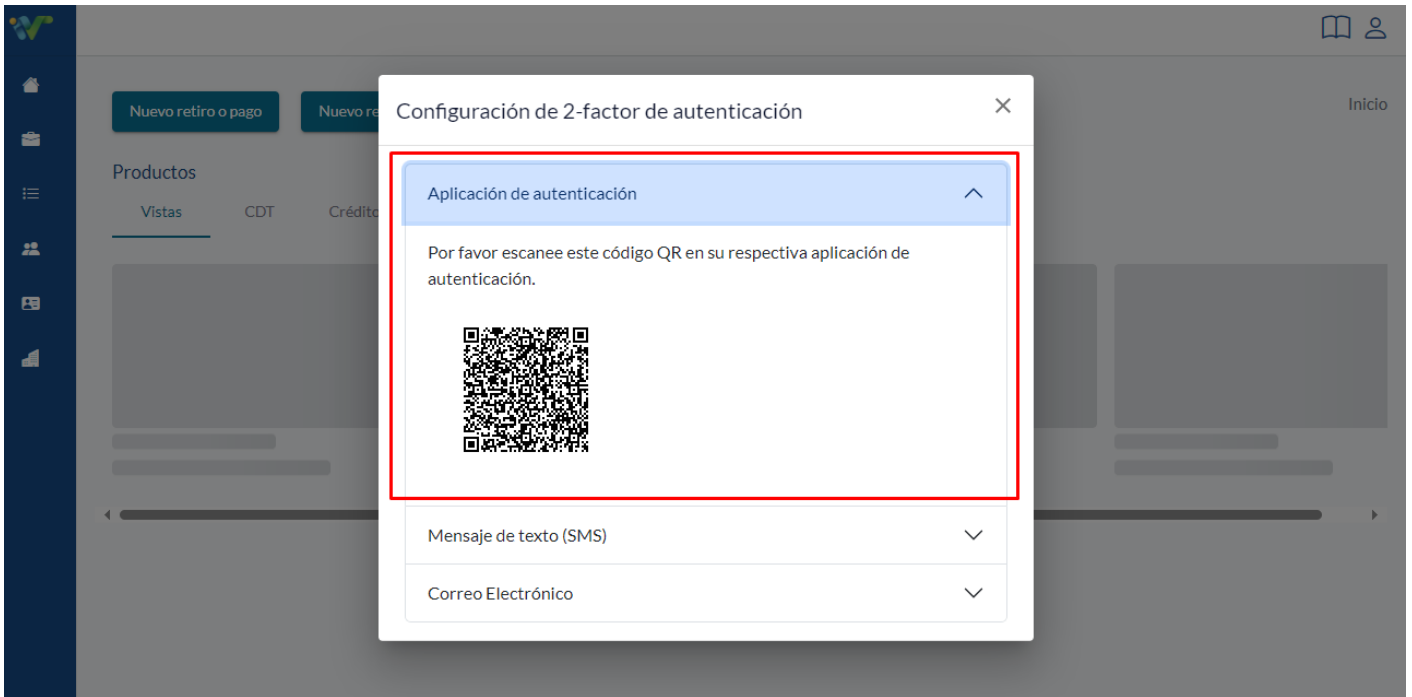 Inicio
Nuevo retiro o pago
Nuevo re
Productos
Vistas
CDT
Crédito
Configuración de 2-factor de autenticación
Aplicación de autenticación
Por favor escanee este código QR en su respectiva aplicación de
autenticación.
Mensaje de texto (SMS)
Correo Electrónico